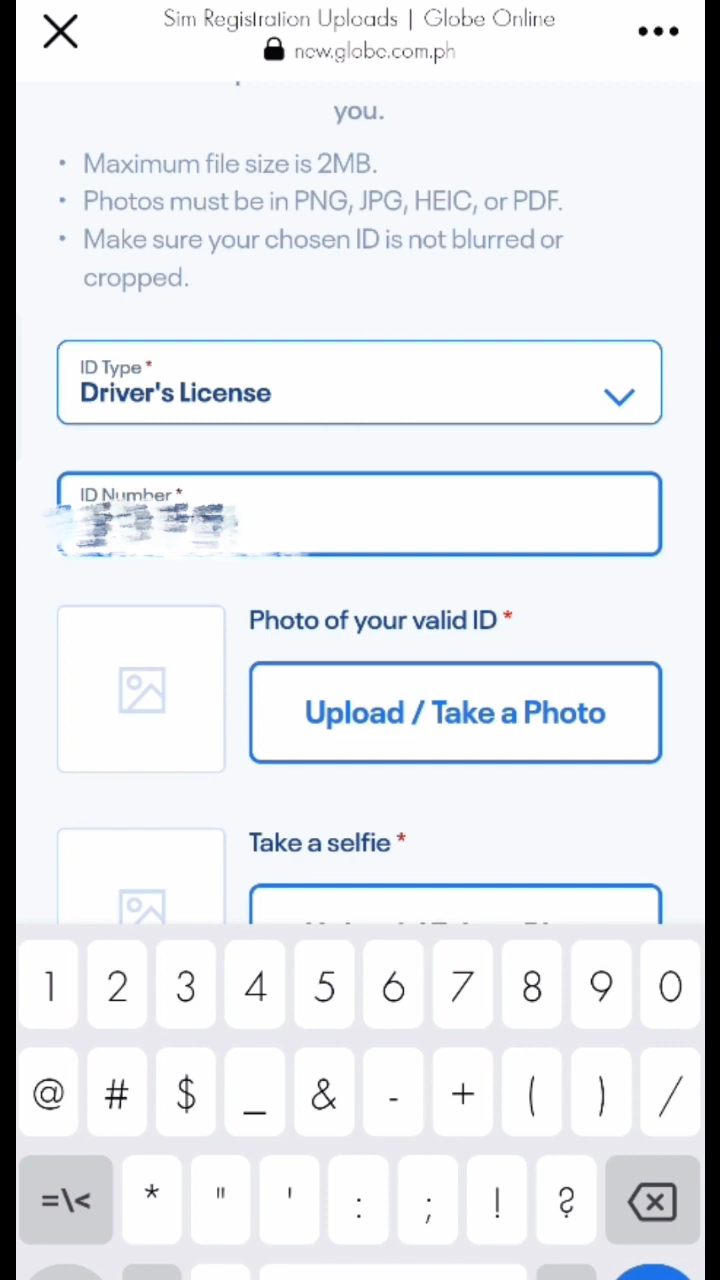 Sim Registration Uploads | Globe Online
new.globe.com.ph
you.
• Maximum file size is 2MB.
• Photos must be in PNG, JPG, HEIC, or PDF.
• Make sure your chosen ID is not blurred or
cropped.
ID Type *
Driver's License
ID Number *
Photo of your valid ID *
Upload / Take a Photo
Take a selfie *
1 2 3 4 5 6 7 8 9 0
@ # $ _ & - + ( ) /
=\< * " ' : ; ! ?